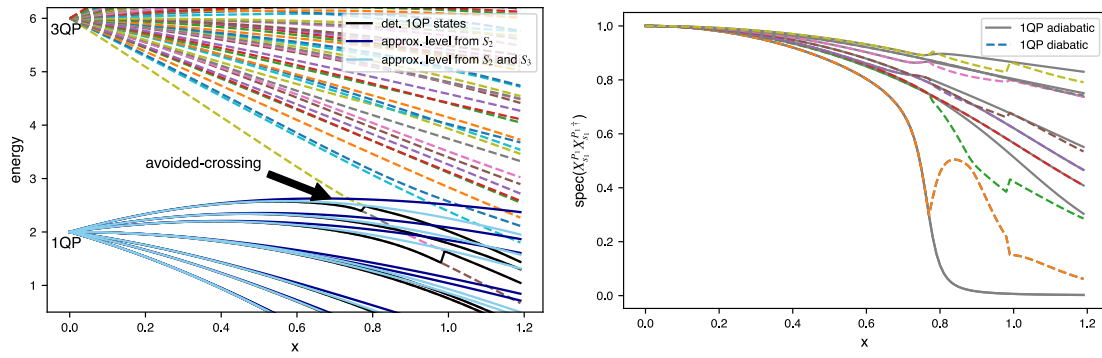 3QP
det. 1QP states
approx. level from S₂
approx. level from S₂ and S₃
avoided-crossing
1QP
energy
6
5
4
3
2
1
0.0 0.2 0.4 0.6 0.8 1.0 1.2
x
1QP adiabatic
1QP diabatic
spec(X^{P₁}_{s₁} X^{P₁†}_{s₁})
1.0
0.8
0.6
0.4
0.2
0.0
0.0 0.2 0.4 0.6 0.8 1.0 1.2
x